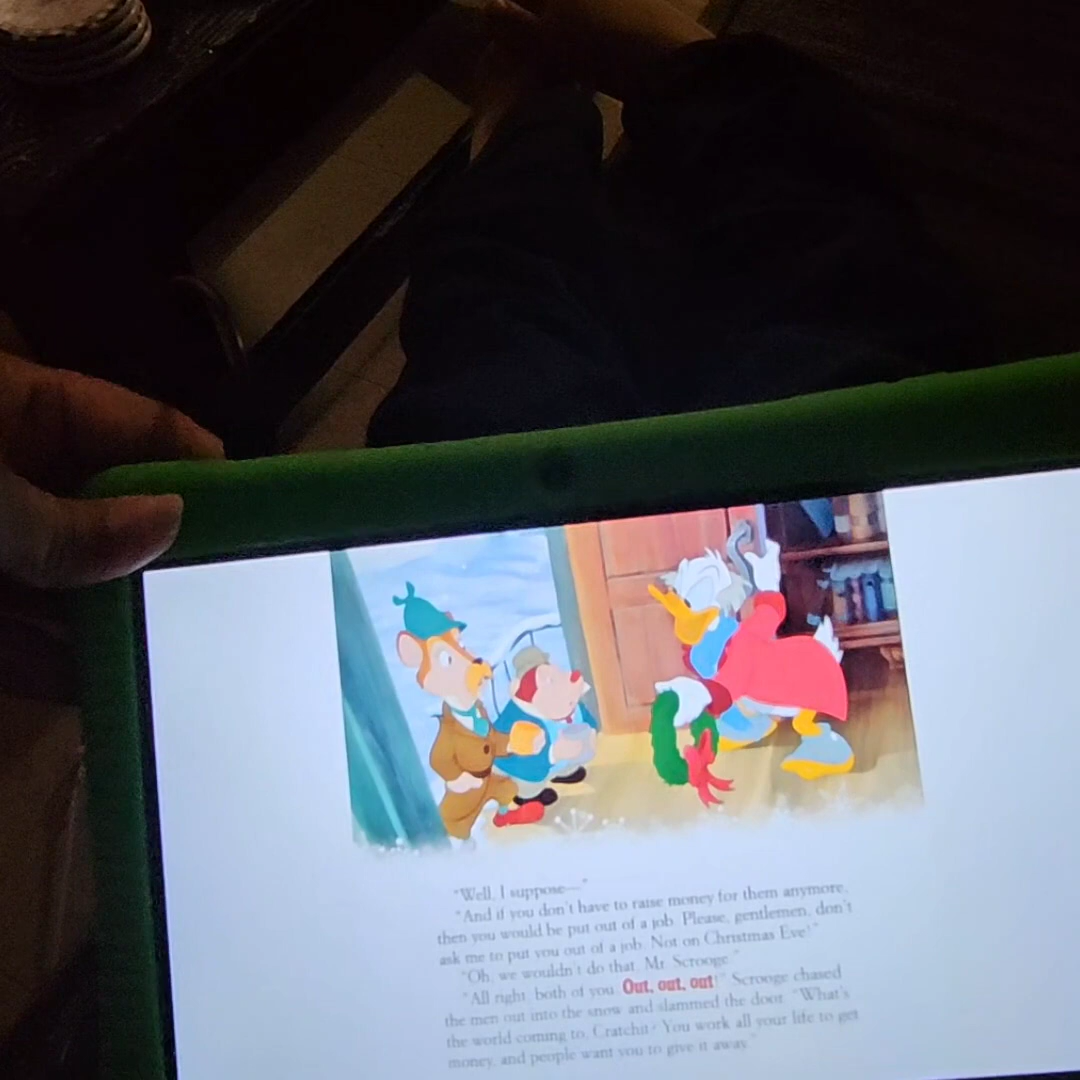 "Well, I suppose—"
"And if you don't have to raise money for them anymore,
then you would be put out of a job. Please, gentlemen, don't
ask me to put you out of a job. Not on Christmas Eve!"
"Oh, we wouldn't do that, Mr. Scrooge."
"All right, both of you. Out, out, out!" Scrooge chased
the men out into the snow and slammed the door. "What's
the world coming to, Cratchit? You work all your life to get
money, and people want you to give it away."